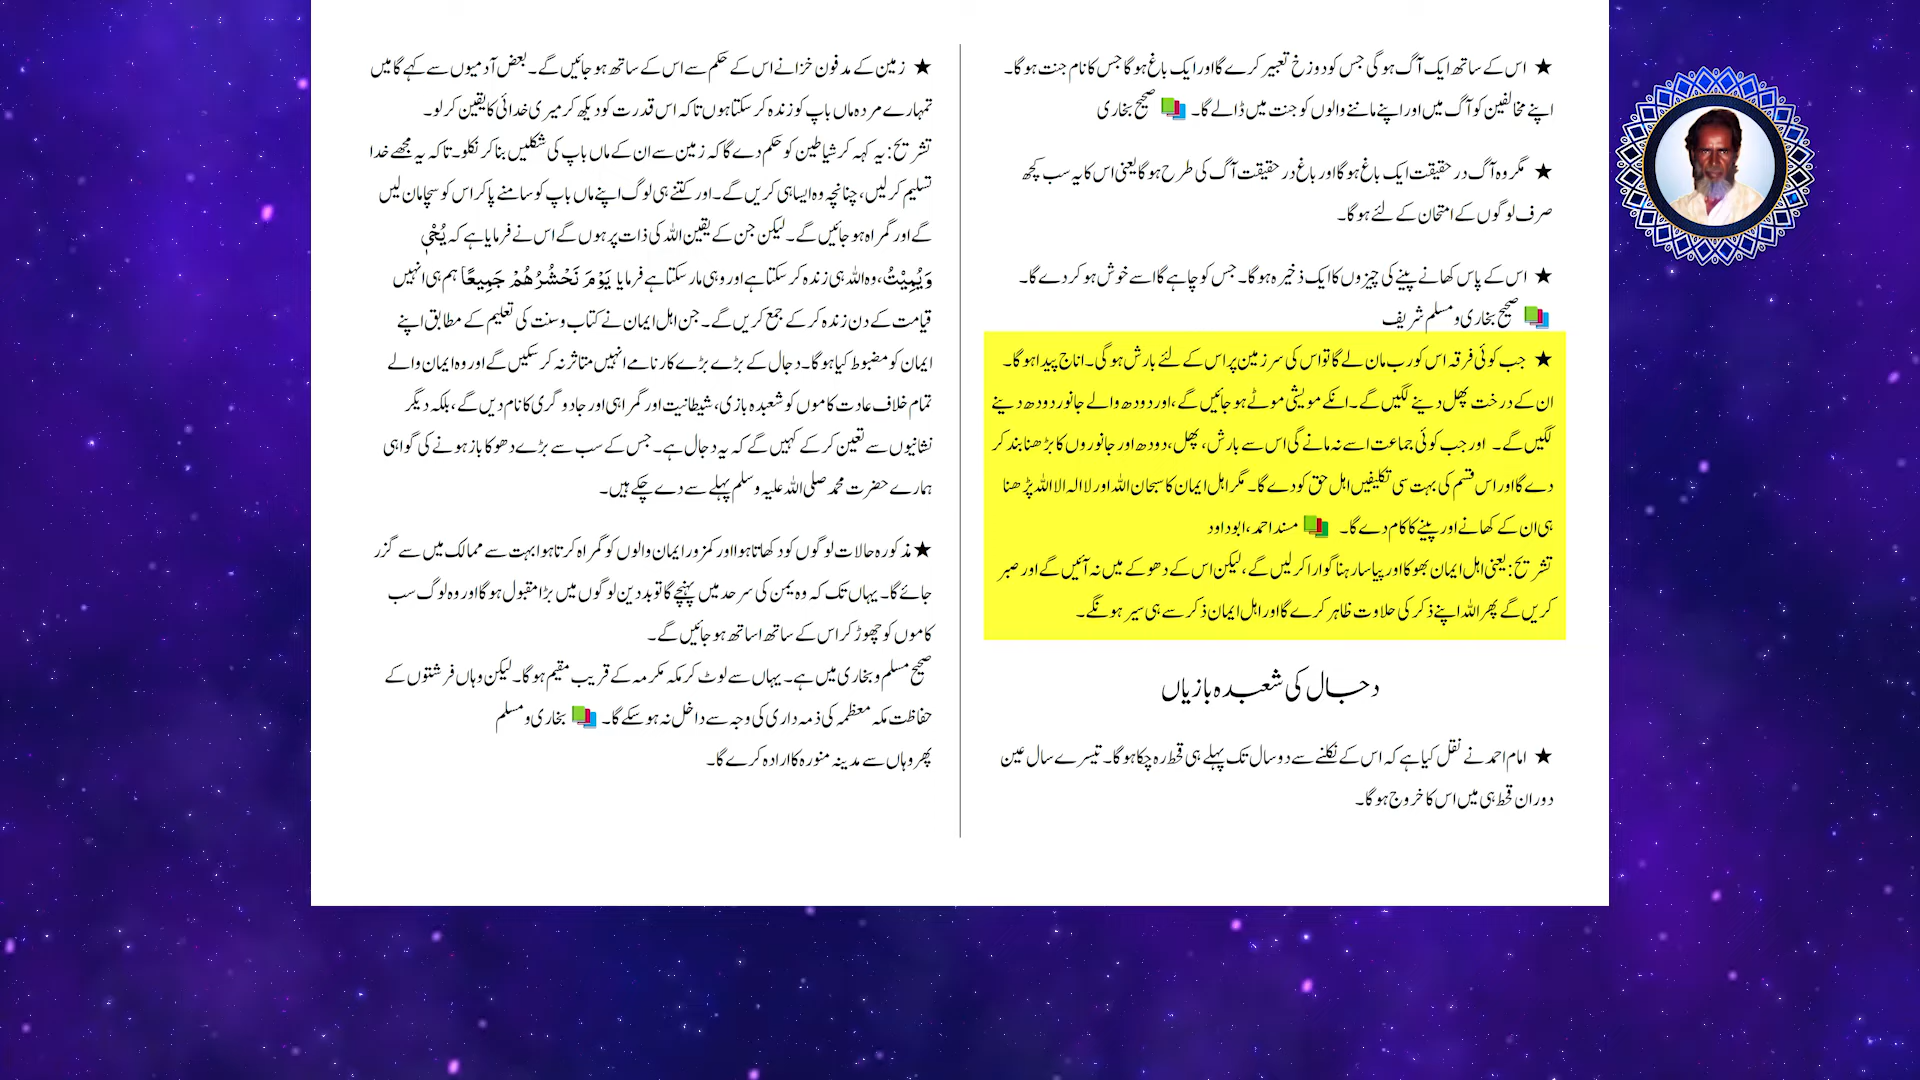 ★ اس کے ساتھ ایک آگ ہوگی جس کو دوزخ تعبیر کرے گا اور ایک باغ ہوگا جس کا نام جنت ہوگا۔
اپنے مخالفین کو آگ میں اور اپنے ماننے والوں کو جنت میں ڈالے گا۔ صحیح بخاری
★ مگر وہ آگ در حقیقت ایک باغ ہوگا اور باغ در حقیقت آگ کی طرح ہوگا یعنی اس کا یہ سب کچھ
صرف لوگوں کے امتحان کے لئے ہوگا۔
★ اس کے پاس کھانے پینے کی چیزوں کا ایک ذخیرہ ہوگا۔ جس کو چاہے گا اسے خوش ہو کر دے گا۔
صحیح بخاری و مسلم شریف
★ جب کوئی فرقہ اس کو رب مان لے گا تو اس کی سرزمین پر اس کے لئے بارش ہوگی۔ اناج پیدا ہوگا۔
ان کے درخت پھل دینے لگیں گے۔ انکے مویشی موٹے ہو جائیں گے، اور دودھ والے جانور دودھ دینے
لگیں گے۔ اور جب کوئی جماعت اسے نہ مانے گی اس سے بارش، پھل، دودھ اور جانوروں کا بڑھنا بند کر
دے گا اور اس قسم کی بہت سی تکلیفیں اہل حق کو دے گا۔ مگر اہل ایمان کا سبحان اللہ اور لا الہ الا اللہ پڑھنا
ہی ان کے کھانے اور پینے کا کام دے گا۔ مسند احمد، ابو داود
تشریح: یعنی اہل ایمان بھوکا اور پیاسا رہنا گوارا کر لیں گے، لیکن اس کے دھوکے میں نہ آئیں گے اور صبر
کریں گے پھر اللہ اپنے ذکر کی حلاوت ظاہر کرے گا اور اہل ایمان ذکر سے ہی سیر ہونگے۔
دجال کی شعبدہ بازیاں
★ امام احمد نے نقل کیا ہے کہ اس کے نکلنے سے دو سال تک پہلے ہی قحط رہ چکا ہوگا۔ تیسرے سال عین
دوران قحط ہی میں اس کا خروج ہوگا۔
★ زمین کے مدفون خزانے اس کے حکم سے اس کے ساتھ ہو جائیں گے۔ بعض آدمیوں سے کہے گا میں
تمہارے مردہ ماں باپ کو زندہ کر سکتا ہوں تاکہ اس قدرت کو دیکھ کر میری خدائی کا یقین کر لو۔
تشریح: یہ کہہ کر شیاطین کو حکم دے گا کہ زمین سے ان کے ماں باپ کی شکلیں بنا کر نکلو۔ تاکہ یہ مجھے خدا
تسلیم کر لیں، چنانچہ وہ ایسا ہی کریں گے۔ اور کتنے ہی لوگ اپنے ماں باپ کو سامنے پا کر اس کو سچا مان لیں
گے اور گمراہ ہو جائیں گے۔ لیکن جن کے یقین اللہ کی ذات پر ہوں گے اس نے فرمایا ہے کہ یُحْیٖ
وَیُمِیْتُ، وہ اللہ ہی زندہ کر سکتا ہے اور وہی مار سکتا ہے فرمایا یَوْمَ نَحْشُرُهُمْ جَمِیعًا ہم ہی انہیں
قیامت کے دن زندہ کر کے جمع کریں گے۔ جن اہل ایمان نے کتاب و سنت کی تعلیم کے مطابق اپنے
ایمان کو مضبوط کیا ہوگا۔ دجال کے بڑے بڑے کارنامے انہیں متاثر نہ کر سکیں گے اور وہ ایمان والے
تمام خلاف عادت کاموں کو شعبدہ بازی، شیطانیت اور گمراہی اور جادو گری کا نام دیں گے، بلکہ دیگر
نشانیوں سے تعین کر کے کہیں گے کہ یہ دجال ہے۔ جس کے سب سے بڑے دھوکا باز ہونے کی گواہی
ہمارے حضرت محمد صلی اللہ علیہ وسلم پہلے سے دے چکے ہیں۔
★ مذکورہ حالات لوگوں کو دکھاتا ہوا اور کمزور ایمان والوں کو گمراہ کرتا ہوا بہت سے ممالک میں سے گزر
جائے گا۔ یہاں تک کہ وہ یمن کی سرحد میں پہنچے گا تو بد دین لوگوں میں بڑا مقبول ہوگا اور وہ لوگ سب
کاموں کو چھوڑ کر اس کے ساتھ اساتھ ہو جائیں گے۔
صحیح مسلم و بخاری میں ہے۔ یہاں سے لوٹ کر مکہ مکرمہ کے قریب مقیم ہوگا۔ لیکن وہاں فرشتوں کے
حفاظت مکہ معظمہ کی ذمہ داری کی وجہ سے داخل نہ ہو سکے گا۔ بخاری و مسلم
پھر وہاں سے مدینہ منورہ کا ارادہ کرے گا۔